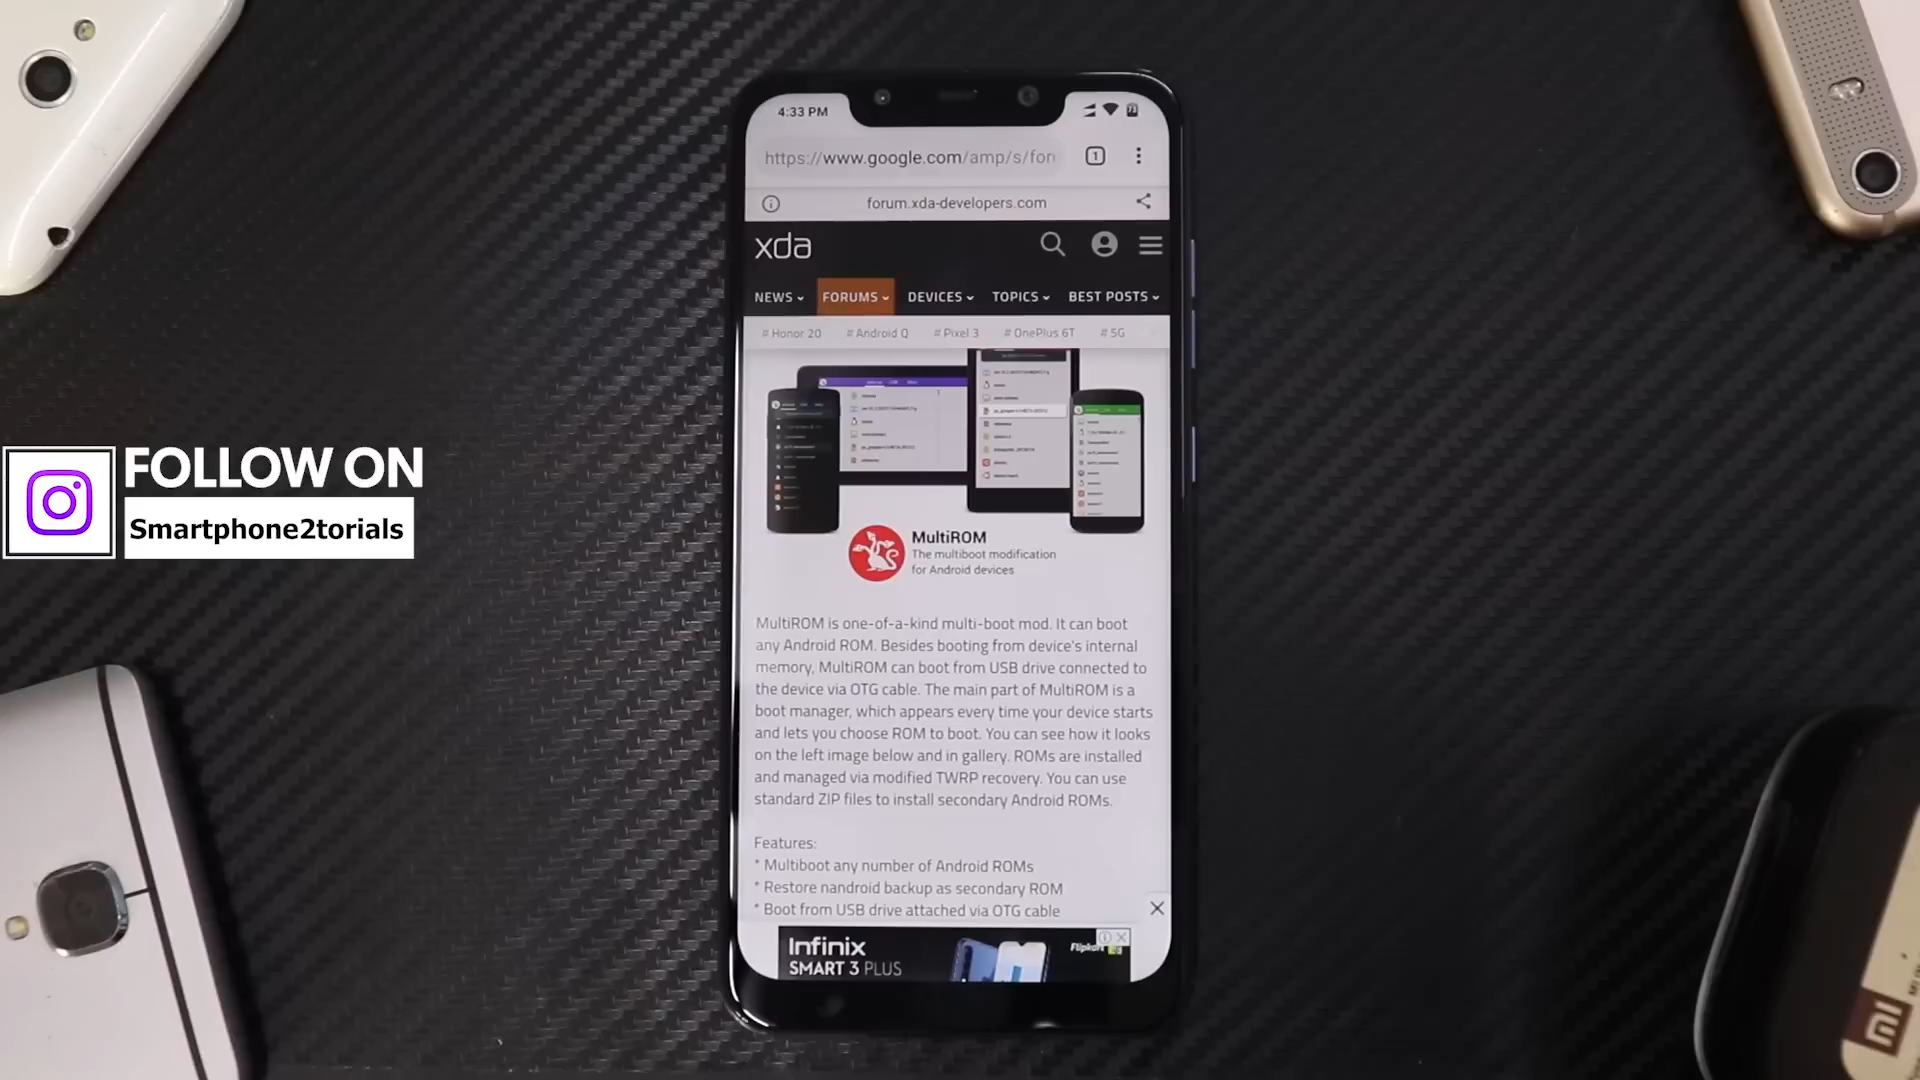 4:33 PM
73
https://www.google.com/amp/s/for
1
forum.xda-developers.com
xda
NEWS FORUMS DEVICES TOPICS BEST POSTS
# Honor 20 # Android Q # Pixel 3 # OnePlus 6T # 5G
MultiROM
The multiboot modification
for Android devices
MultiROM is one-of-a-kind multi-boot mod. It can boot
any Android ROM. Besides booting from device's internal
memory, MultiROM can boot from USB drive connected to
the device via OTG cable. The main part of MultiROM is a
boot manager, which appears every time your device starts
and lets you choose ROM to boot. You can see how it looks
on the left image below and in gallery. ROMs are installed
and managed via modified TWRP recovery. You can use
standard ZIP files to install secondary Android ROMs.
Features:
* Multiboot any number of Android ROMs
* Restore nandroid backup as secondary ROM
* Boot from USB drive attached via OTG cable
Infinix
SMART 3 PLUS
Flipkart
FOLLOW ON
Smartphone2torials
MI